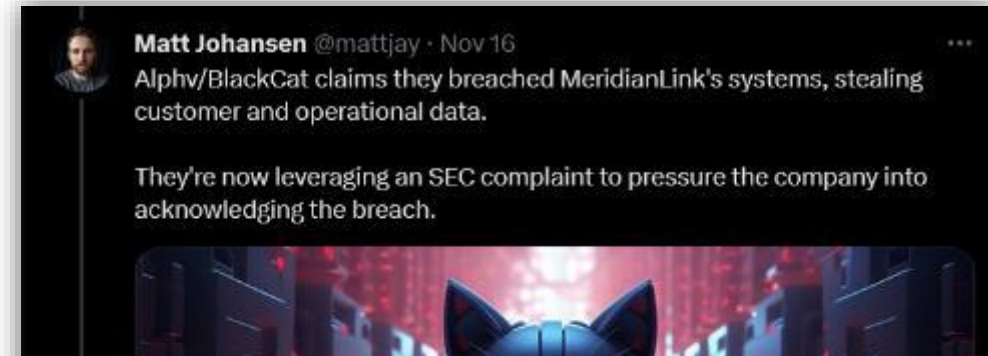 Matt Johansen @mattjay · Nov 16
Alphv/BlackCat claims they breached MeridianLink's systems, stealing
customer and operational data.
They're now leveraging an SEC complaint to pressure the company into
acknowledging the breach.